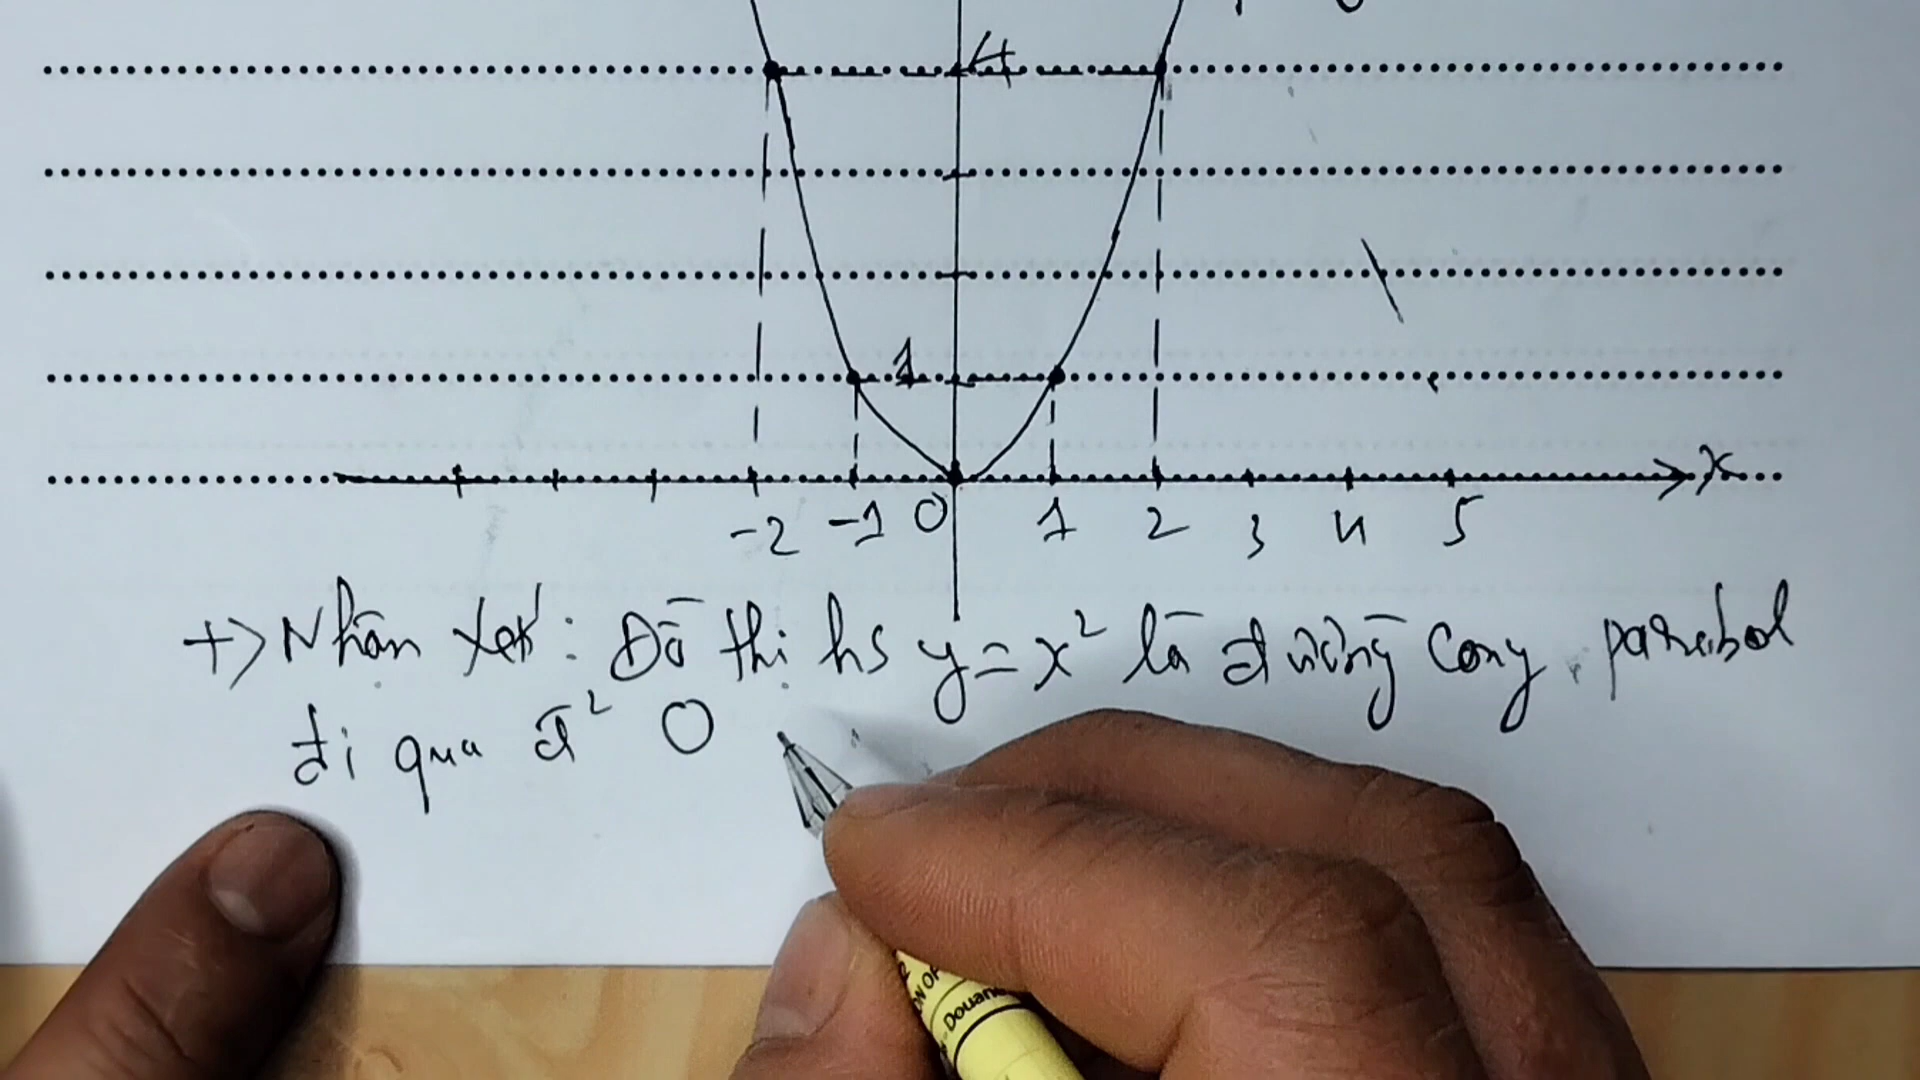 4
1
x
-2 -1 0 1 2 3 4 5
+> Nhận xét: Đồ thị hs y = x² là đường cong parabol
đi qua đ² O
Douane